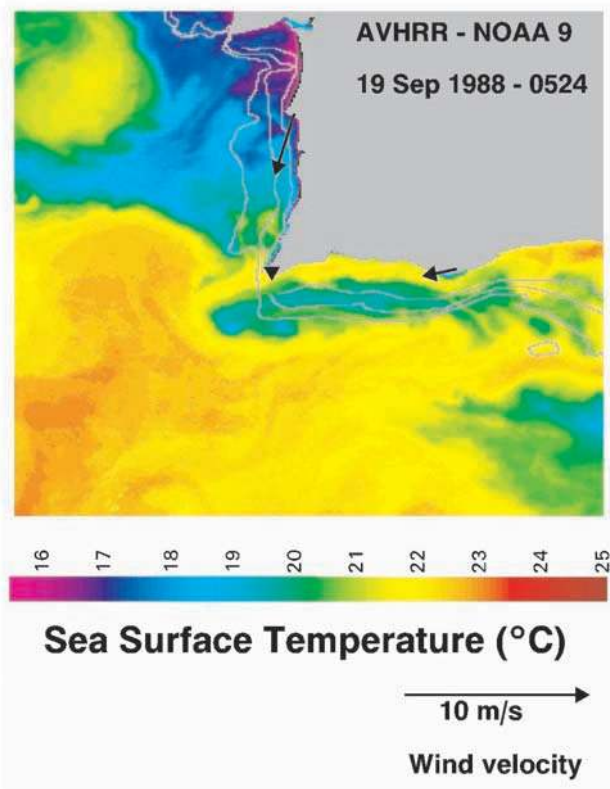 AVHRR - NOAA 9
19 Sep 1988 - 0524
16 17 18 19 20 21 22 23 24 25
Sea Surface Temperature (°C)
10 m/s
Wind velocity